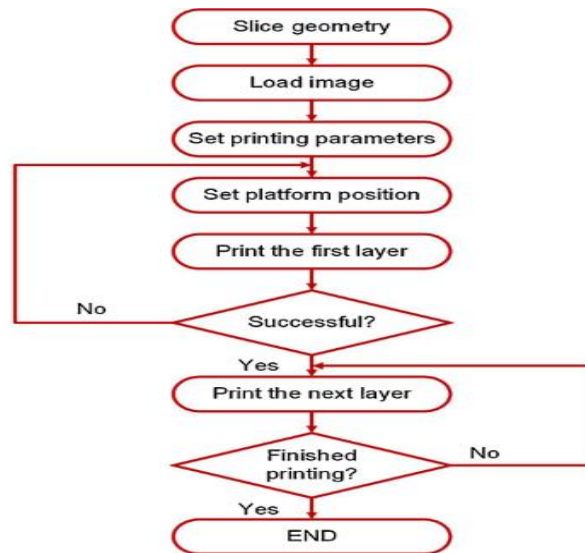 Slice geometry
Load image
Set printing parameters
Set platform position
Print the first layer
No
Successful?
Yes
Print the next layer
Finished
printing?
No
Yes
END